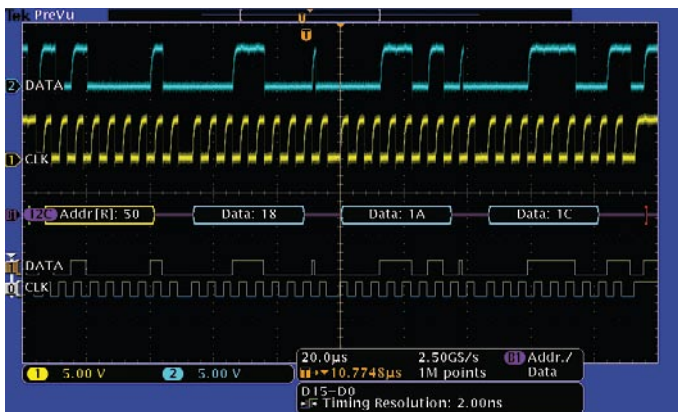 Tek PreVu
U
T
2 DATA
1 CLK
B1 I2C Addr[R]: 50 Data: 18 Data: 1A Data: 1C
1 DATA
0 CLK
20.0µs 2.50GS/s B1 Addr./
1 5.00 V 2 5.00 V T 10.7748µs 1M points Data
D15-D0
Timing Resolution: 2.00ns